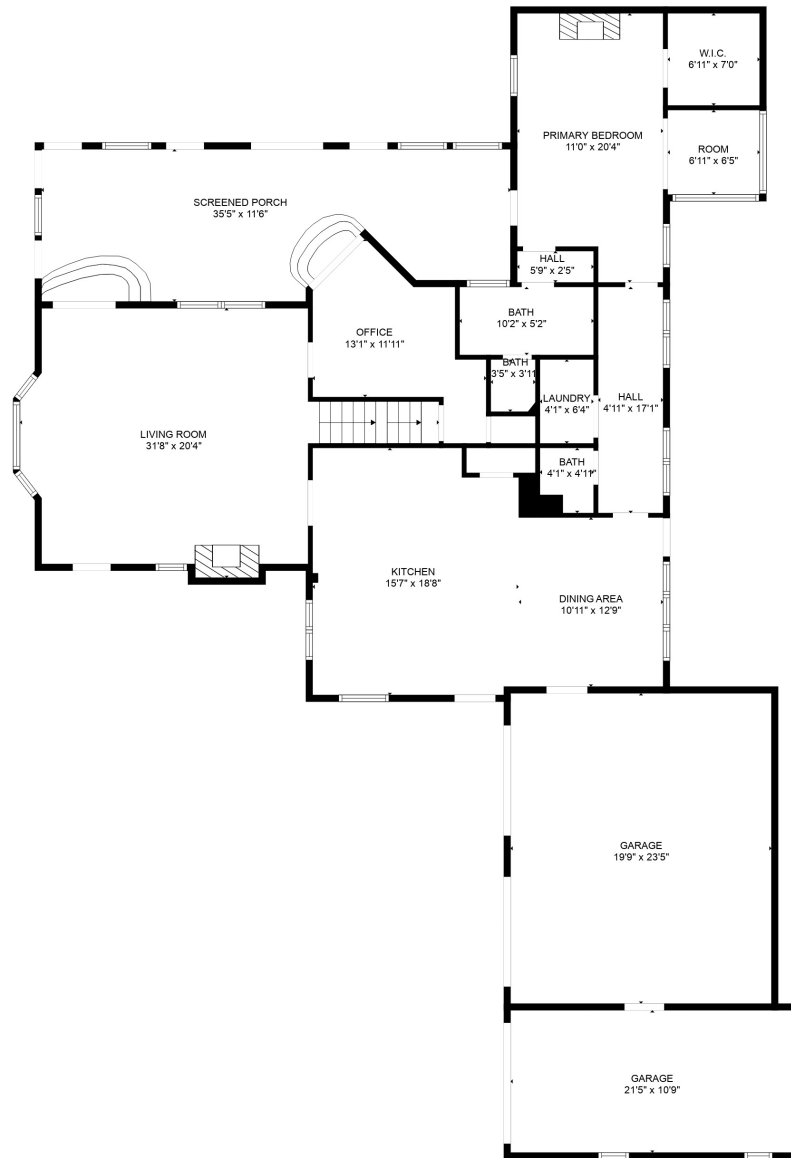 W.I.C.
6'11" x 7'0"
PRIMARY BEDROOM
11'0" x 20'4"
ROOM
6'11" x 6'5"
SCREENED PORCH
35'5" x 11'6"
HALL
5'9" x 2'5"
BATH
10'2" x 5'2"
OFFICE
13'1" x 11'11"
BATH
3'5" x 3'11"
LAUNDRY
4'1" x 6'4"
HALL
4'11" x 17'1"
LIVING ROOM
31'8" x 20'4"
BATH
4'1" x 4'11"
KITCHEN
15'7" x 18'8"
DINING AREA
10'11" x 12'9"
GARAGE
19'9" x 23'5"
GARAGE
21'5" x 10'9"